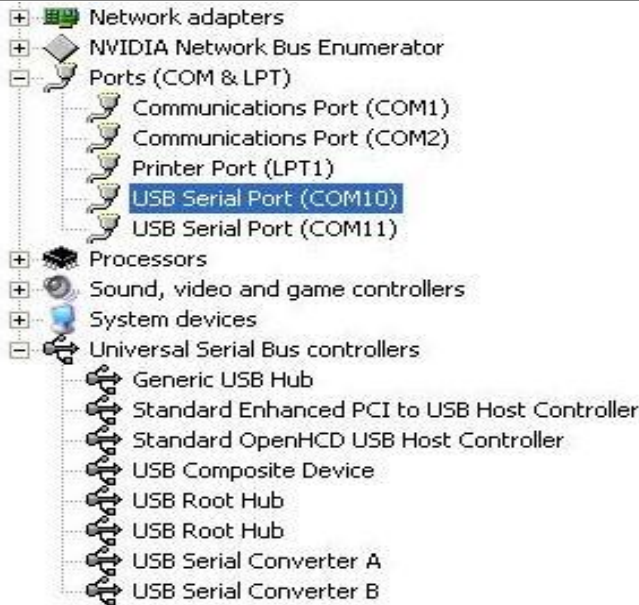 Network adapters
NVIDIA Network Bus Enumerator
Ports (COM & LPT)
Communications Port (COM1)
Communications Port (COM2)
Printer Port (LPT1)
USB Serial Port (COM10)
USB Serial Port (COM11)
Processors
Sound, video and game controllers
System devices
Universal Serial Bus controllers
Generic USB Hub
Standard Enhanced PCI to USB Host Controller
Standard OpenHCD USB Host Controller
USB Composite Device
USB Root Hub
USB Root Hub
USB Serial Converter A
USB Serial Converter B